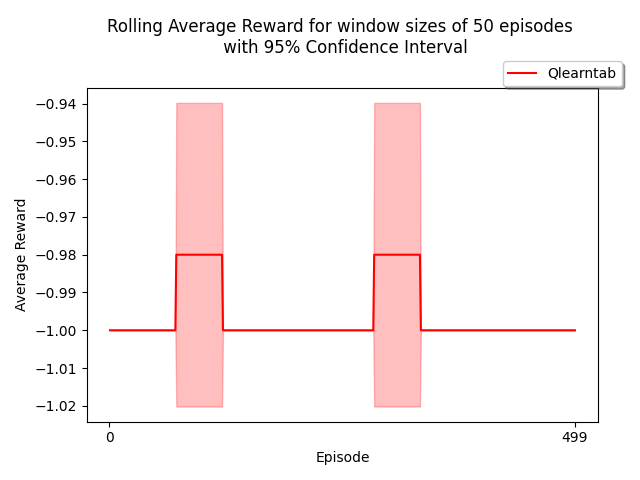 Rolling Average Reward for window sizes of 50 episodes
with 95% Confidence Interval
Qlearntab
−0.94
−0.95
−0.96
−0.97
−0.98
−0.99
−1.00
−1.01
−1.02
Average Reward
0
499
Episode